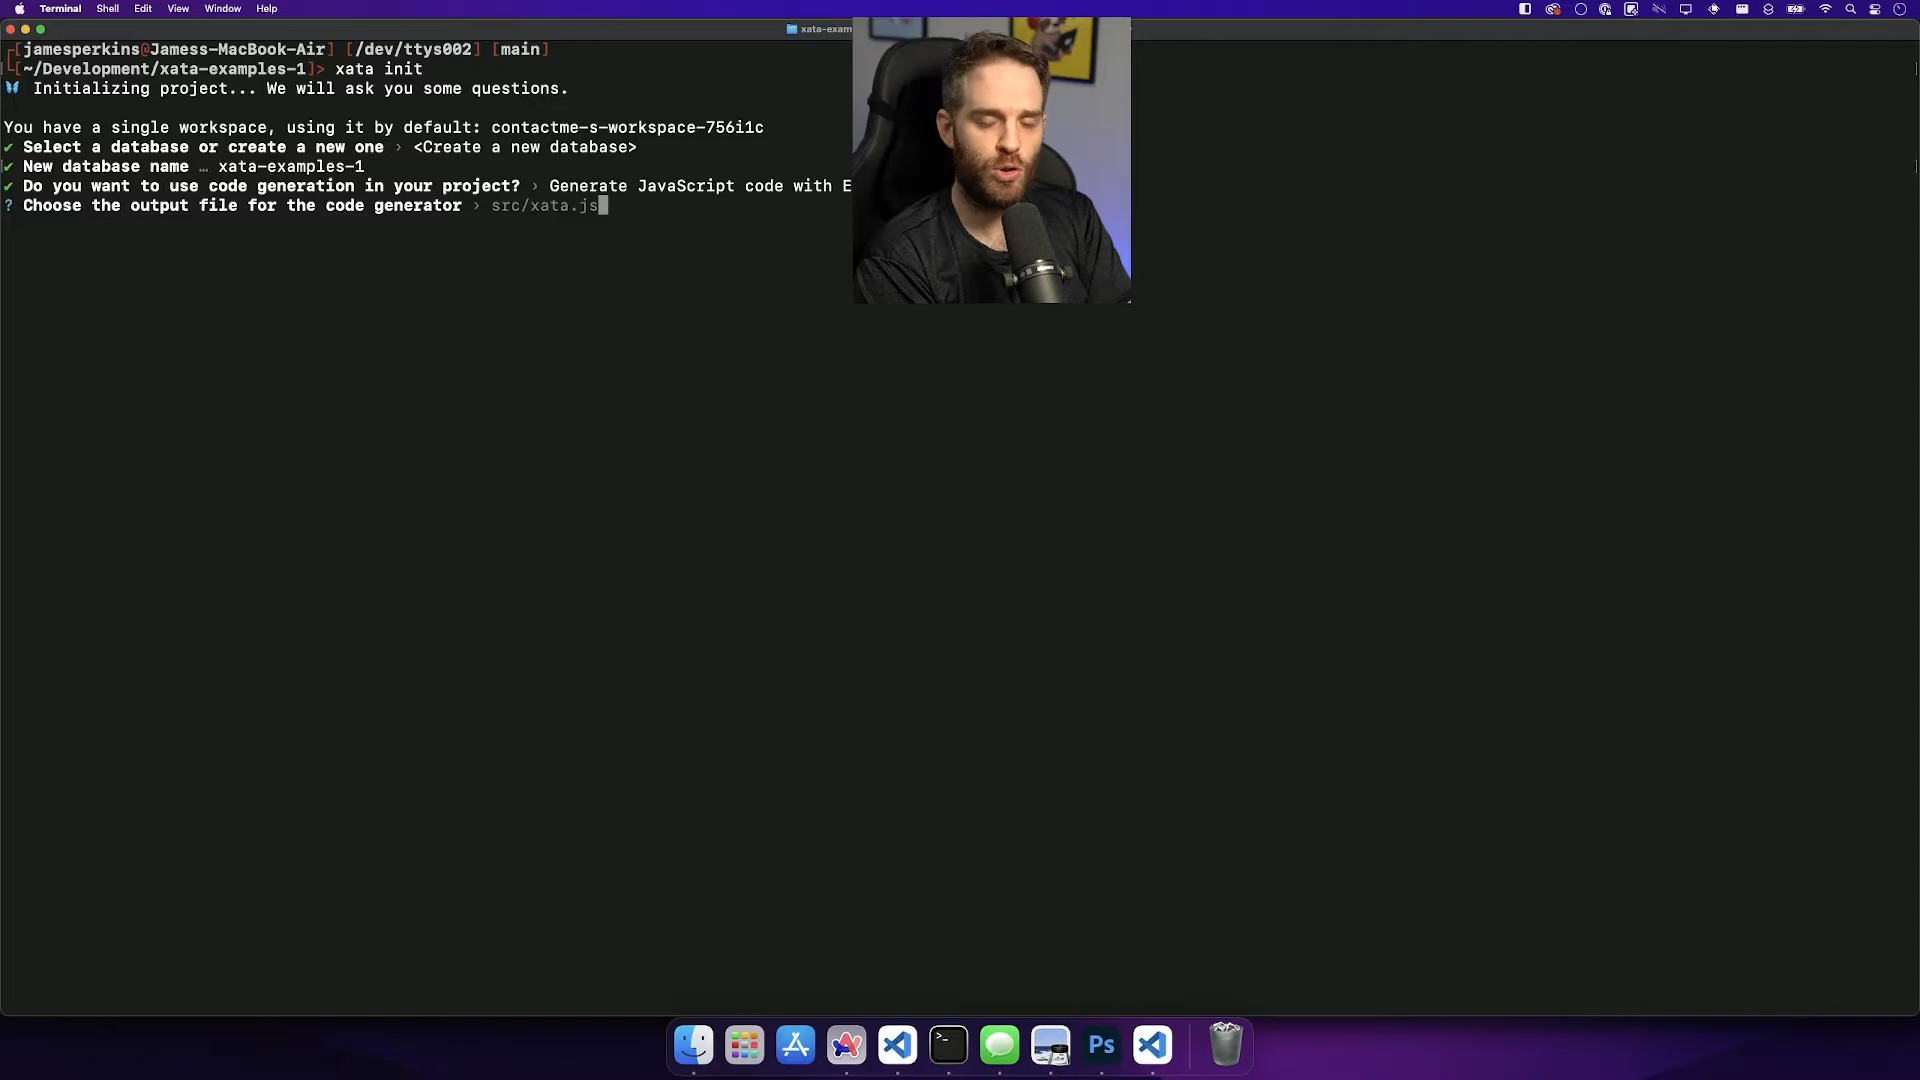 Terminal Shell Edit View Window Help
xata-exam
[jamesperkins@Jamess-MacBook-Air] [/dev/ttys002] [main]
[~/Development/xata-examples-1]> xata init
Initializing project... We will ask you some questions.
You have a single workspace, using it by default: contactme-s-workspace-756i1c
✔ Select a database or create a new one › <Create a new database>
✔ New database name … xata-examples-1
✔ Do you want to use code generation in your project? › Generate JavaScript code with E
? Choose the output file for the code generator › src/xata.js
>_
Ps